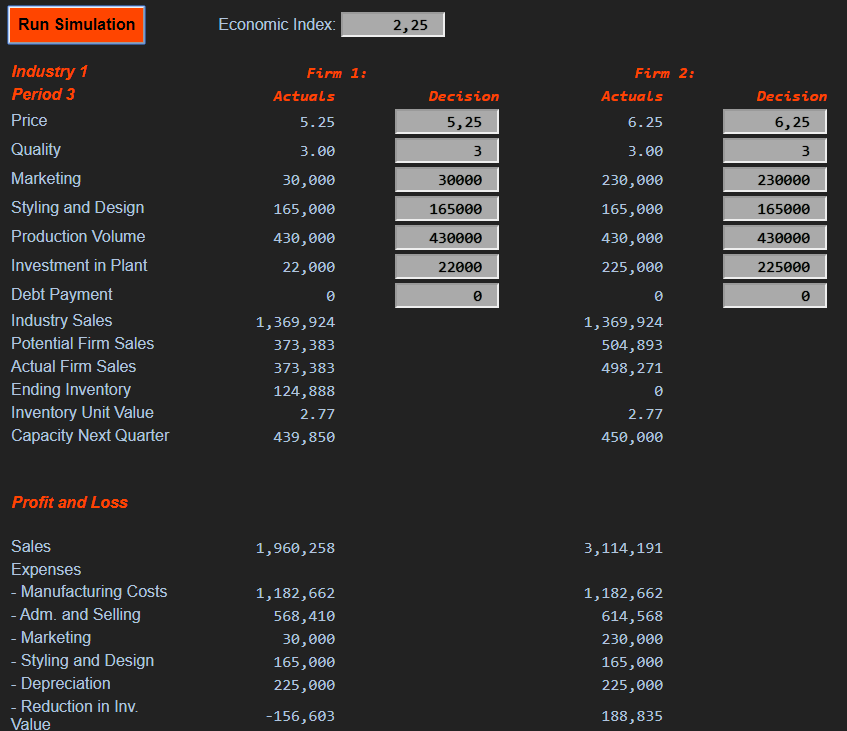 Run Simulation Economic Index: 2,25
Industry 1 Firm 1: Firm 2:
Period 3 Actuals Decision Actuals Decision
Price 5.25 5,25 6.25 6,25
Quality 3.00 3 3.00 3
Marketing 30,000 30000 230,000 230000
Styling and Design 165,000 165000 165,000 165000
Production Volume 430,000 430000 430,000 430000
Investment in Plant 22,000 22000 225,000 225000
Debt Payment 0 0 0 0
Industry Sales 1,369,924 1,369,924
Potential Firm Sales 373,383 504,893
Actual Firm Sales 373,383 498,271
Ending Inventory 124,888 0
Inventory Unit Value 2.77 2.77
Capacity Next Quarter 439,850 450,000
Profit and Loss
Sales 1,960,258 3,114,191
Expenses
- Manufacturing Costs 1,182,662 1,182,662
- Adm. and Selling 568,410 614,568
- Marketing 30,000 230,000
- Styling and Design 165,000 165,000
- Depreciation 225,000 225,000
- Reduction in Inv.
Value -156,603 188,835